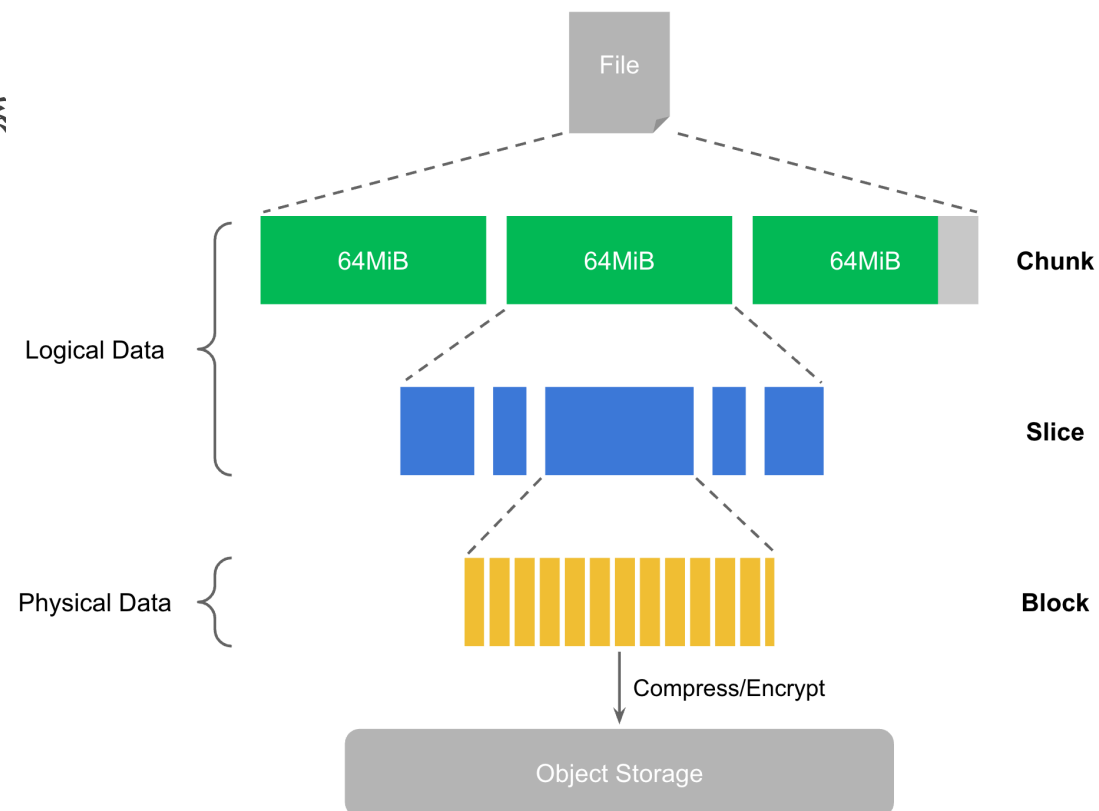 File
64MiB
64MiB
64MiB
Chunk
Logical Data
Slice
Physical Data
Block
Compress/Encrypt
Object Storage